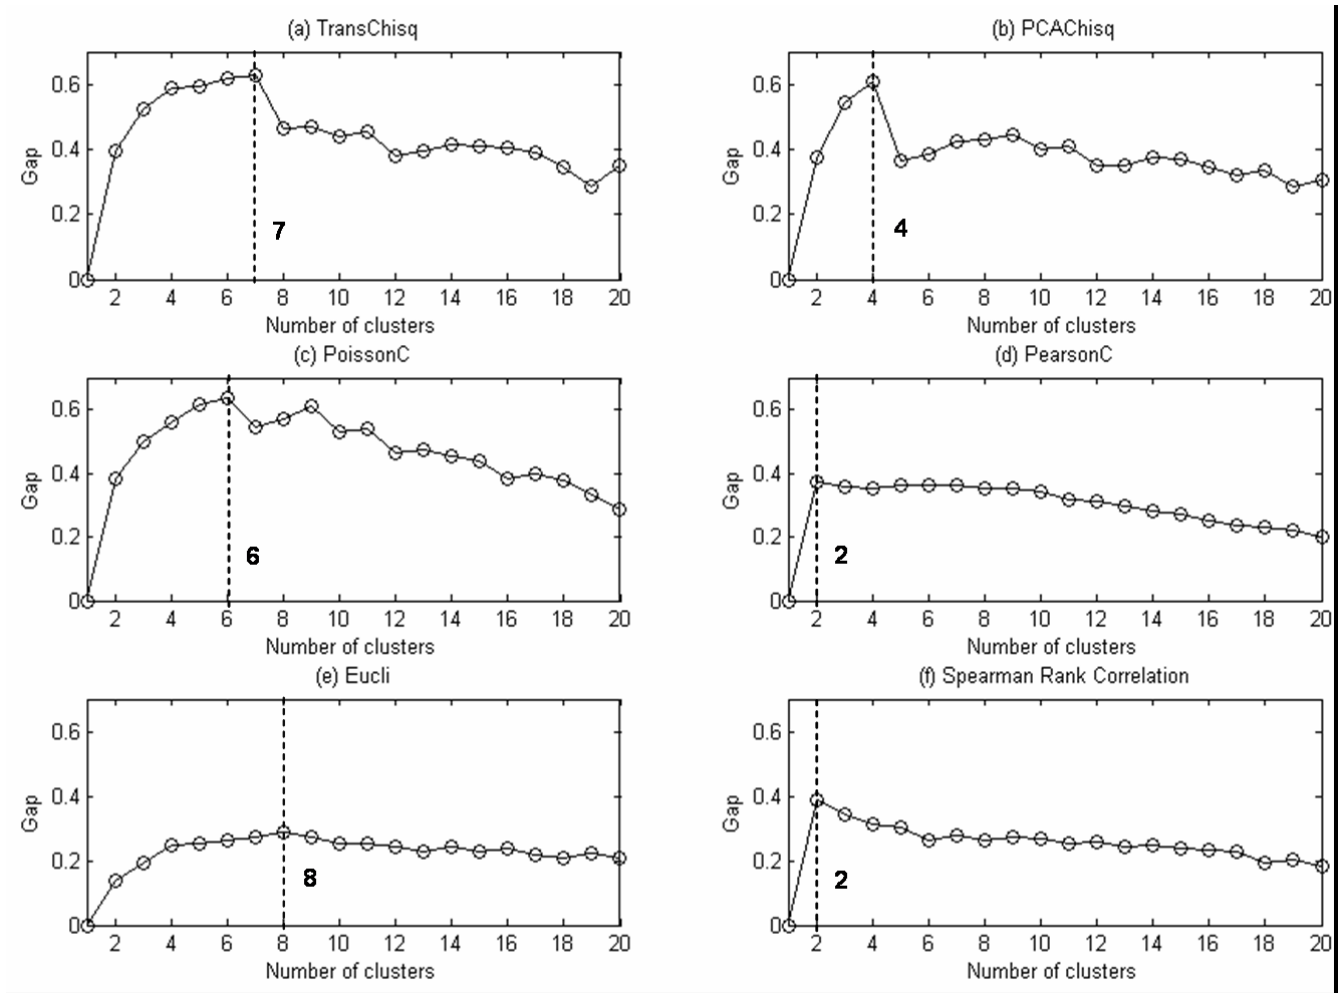 (a) TransChisq
Gap
0.6
0.4
0.2
0
7
2 4 6 8 10 12 14 16 18 20
Number of clusters
(b) PCAChisq
Gap
0.6
0.4
0.2
0
4
2 4 6 8 10 12 14 16 18 20
Number of clusters
(c) PoissonC
Gap
0.6
0.4
0.2
0
6
2 4 6 8 10 12 14 16 18 20
Number of clusters
(d) PearsonC
Gap
0.6
0.4
0.2
0
2
2 4 6 8 10 12 14 16 18 20
Number of clusters
(e) Eucli
Gap
0.6
0.4
0.2
0
8
2 4 6 8 10 12 14 16 18 20
Number of clusters
(f) Spearman Rank Correlation
Gap
0.6
0.4
0.2
0
2
2 4 6 8 10 12 14 16 18 20
Number of clusters